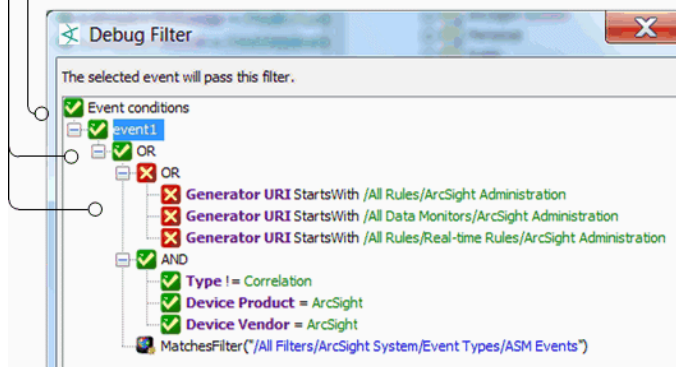 Debug Filter
The selected event will pass this filter.
Event conditions
event1
OR
OR
Generator URI StartsWith /All Rules/ArcSight Administration
Generator URI StartsWith /All Data Monitors/ArcSight Administration
Generator URI StartsWith /All Rules/Real-time Rules/ArcSight Administration
AND
Type != Correlation
Device Product = ArcSight
Device Vendor = ArcSight
MatchesFilter("/All Filters/ArcSight System/Event Types/ASM Events")